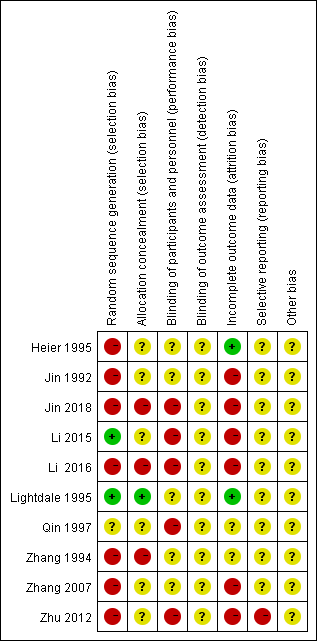 Random sequence generation (selection bias)
Allocation concealment (selection bias)
Blinding of participants and personnel (performance bias)
Blinding of outcome assessment (detection bias)
Incomplete outcome data (attrition bias)
Selective reporting (reporting bias)
Other bias
Heier 1995 - ? ? ? + ? ?
Jin 1992 - ? ? ? - ? ?
Jin 2018 - - - ? - ? ?
Li 2015 + ? - ? - ? ?
Li 2016 - - - ? - ? ?
Lightdale 1995 + + ? ? + ? ?
Qin 1997 ? ? - ? ? ? ?
Zhang 1994 - - ? ? ? ? ?
Zhang 2007 - ? ? ? - ? ?
Zhu 2012 - ? - ? - - ?